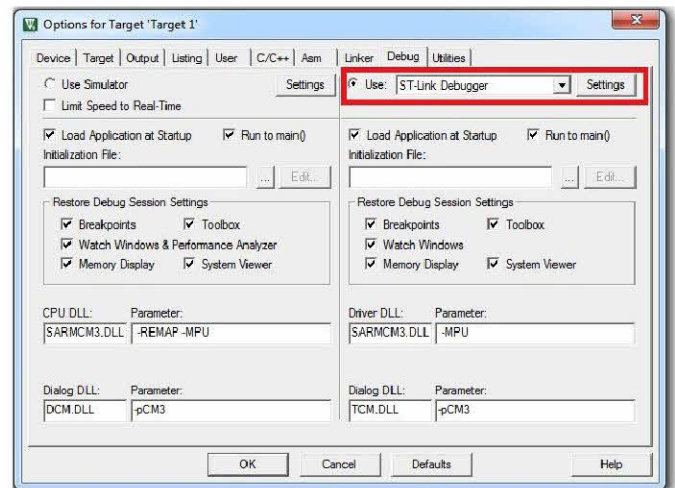 Options for Target 'Target 1'
Device Target Output Listing User C/C++ Asm Linker Debug Utilities
Use Simulator Settings
Limit Speed to Real-Time
Use: ST-Link Debugger Settings
Load Application at Startup Run to main()
Initialization File:
... Edit...
Restore Debug Session Settings
Breakpoints Toolbox
Watch Windows & Performance Analyzer
Memory Display System Viewer
CPU DLL: Parameter:
SARMCM3.DLL -REMAP -MPU
Dialog DLL: Parameter:
DCM.DLL -pCM3
Load Application at Startup Run to main()
Initialization File:
... Edit...
Restore Debug Session Settings
Breakpoints Toolbox
Watch Windows
Memory Display System Viewer
Driver DLL: Parameter:
SARMCM3.DLL -MPU
Dialog DLL: Parameter:
TCM.DLL -pCM3
OK Cancel Defaults Help